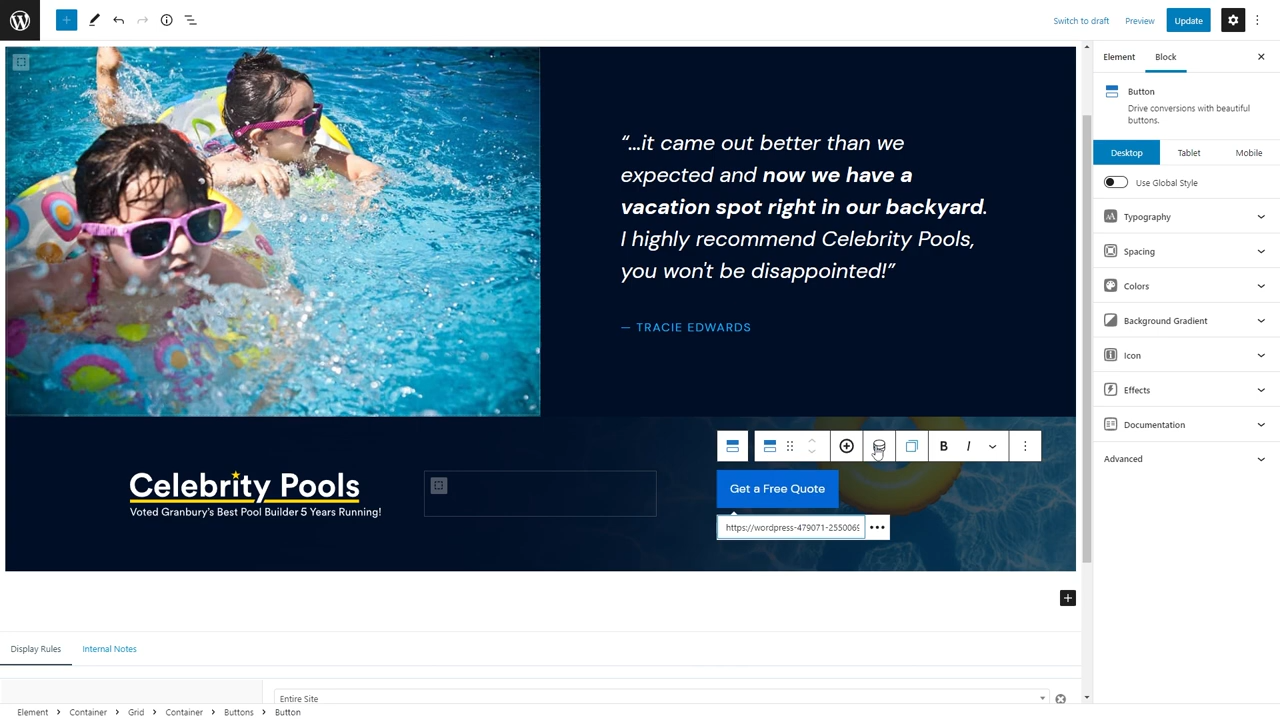 Switch to draft
Preview
Update
Element
Block
Button
Drive conversions with beautiful
buttons.
Desktop
Tablet
Mobile
Use Global Style
Typography
Spacing
Colors
Background Gradient
Icon
Effects
Documentation
Advanced
“...it came out better than we
expected and now we have a
vacation spot right in our backyard.
I highly recommend Celebrity Pools,
you won't be disappointed!”
— TRACIE EDWARDS
B I
Celebrity Pools
Voted Granbury's Best Pool Builder 5 Years Running!
Get a Free Quote
https://wordpress-479071-2550069
Display Rules
Internal Notes
Entire Site
Element
Container
Grid
Container
Buttons
Button